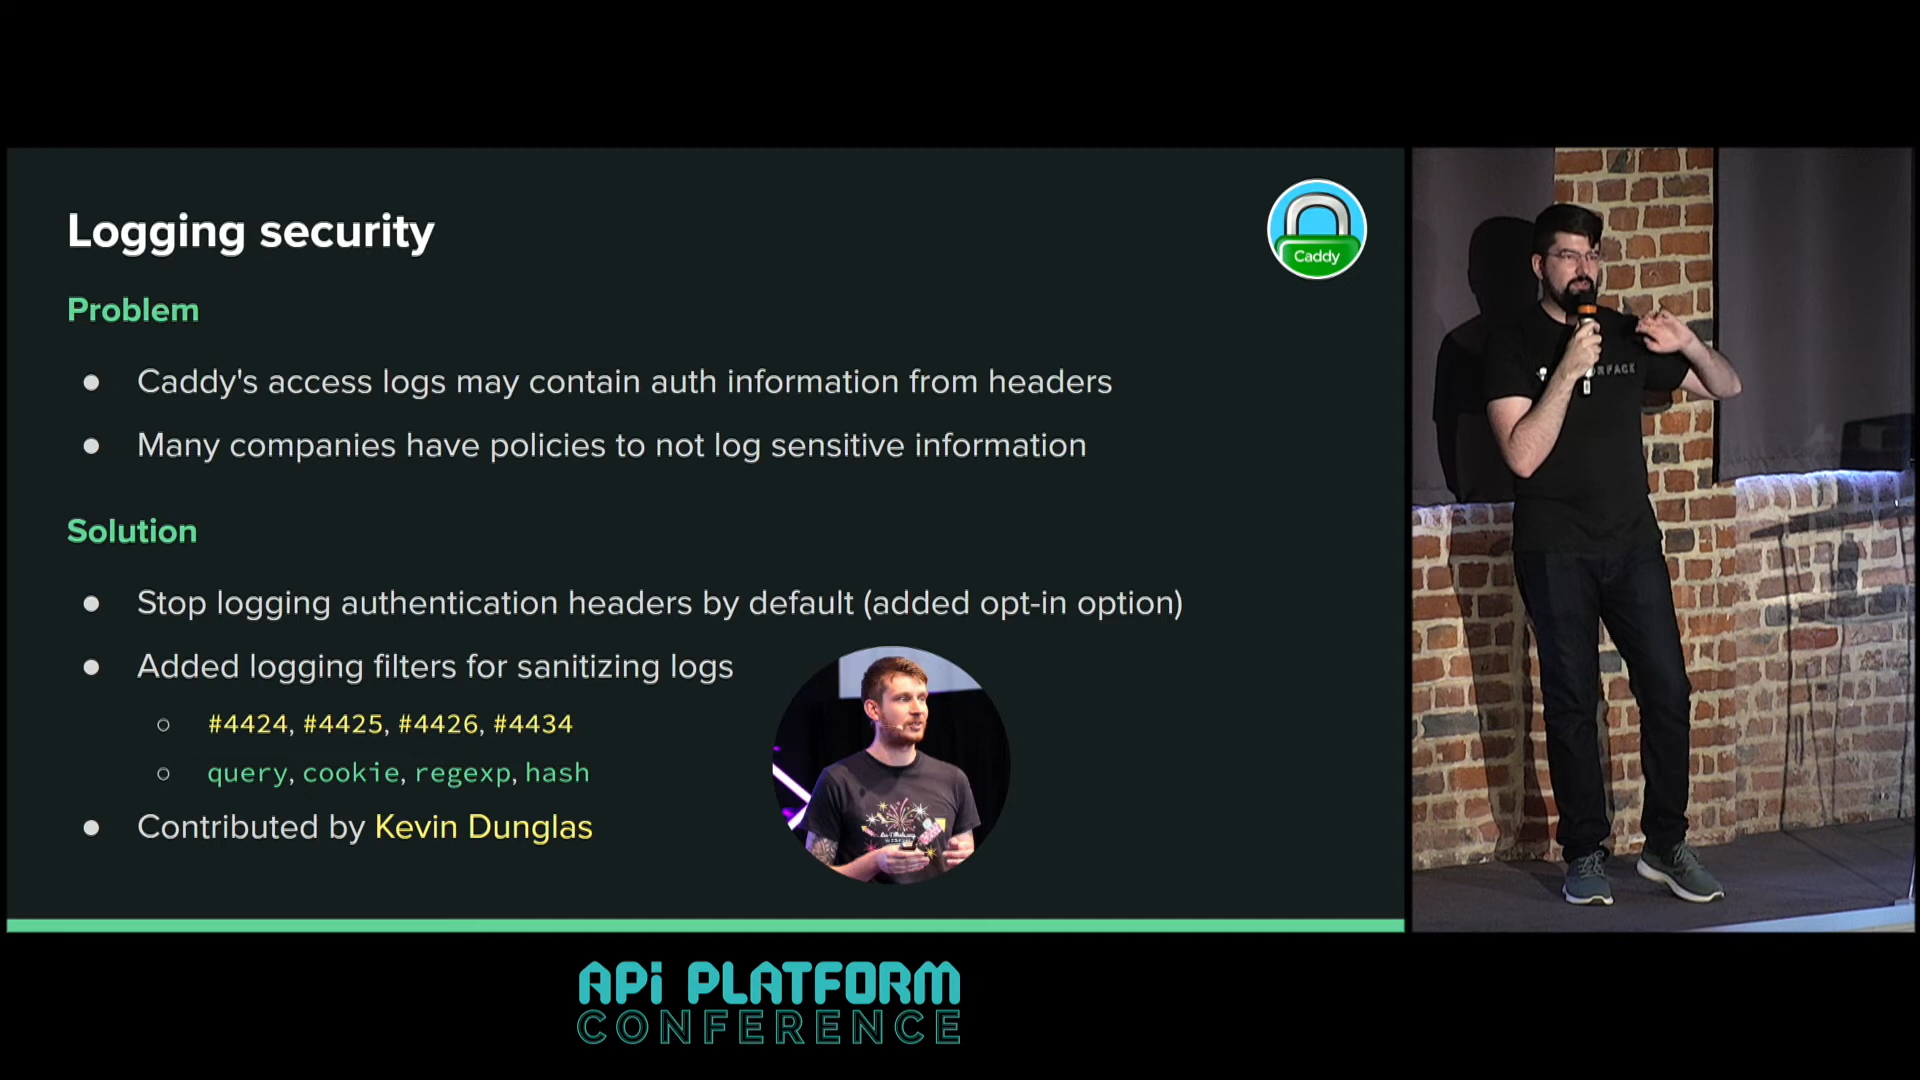 Logging security
Caddy
Problem
● Caddy's access logs may contain auth information from headers
● Many companies have policies to not log sensitive information
Solution
● Stop logging authentication headers by default (added opt-in option)
● Added logging filters for sanitizing logs
○ #4424, #4425, #4426, #4434
○ query, cookie, regexp, hash
● Contributed by Kevin Dunglas
APi PLATFORM
CONFERENCE